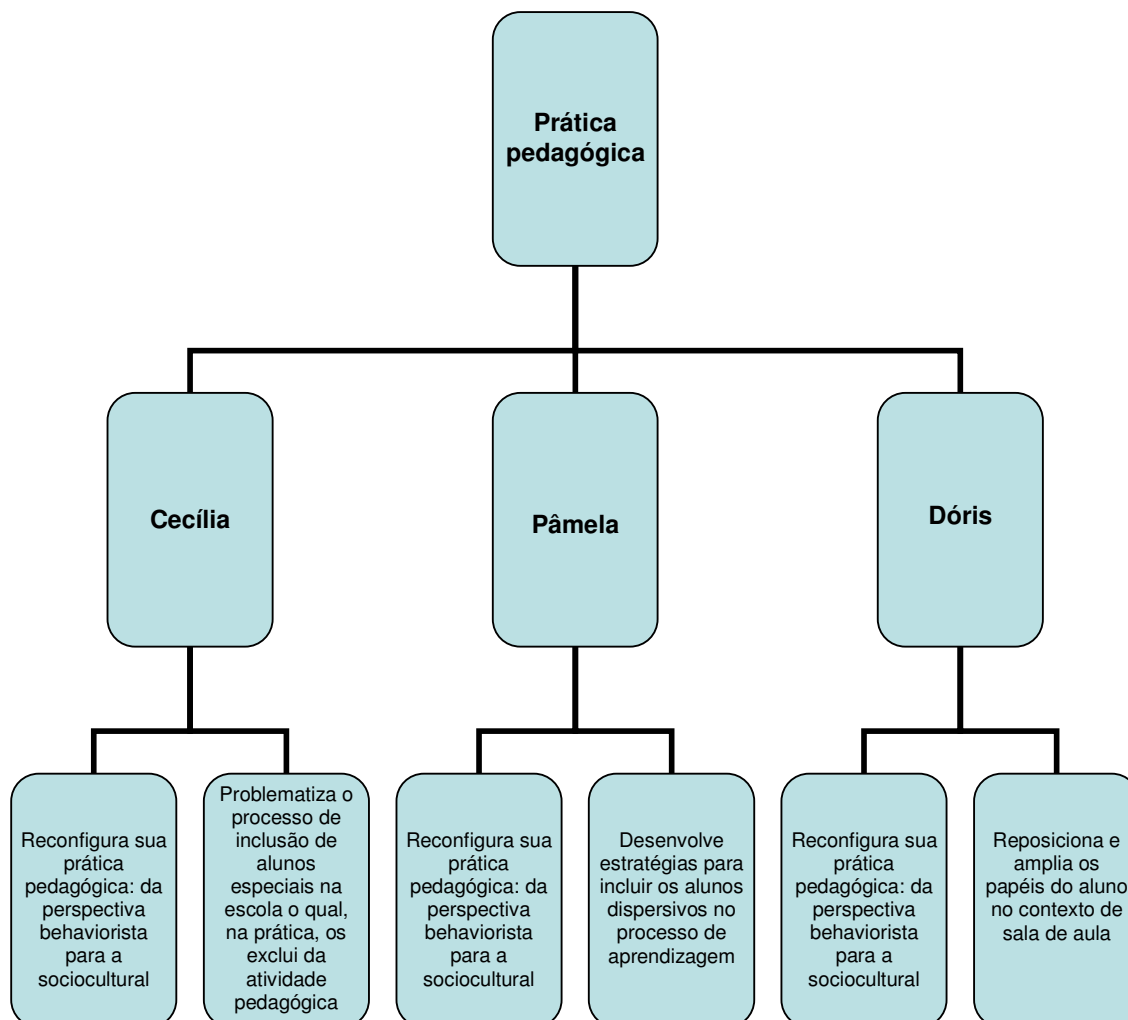 Prática
pedagógica
Cecília
Pâmela
Dóris
Reconfigura sua
prática
pedagógica: da
perspectiva
behaviorista
para a
sociocultural
Problematiza o
processo de
inclusão de
alunos
especiais na
escola o qual,
na prática, os
exclui da
atividade
pedagógica
Reconfigura sua
prática
pedagógica: da
perspectiva
behaviorista
para a
sociocultural
Desenvolve
estratégias para
incluir os alunos
dispersivos no
processo de
aprendizagem
Reconfigura sua
prática
pedagógica: da
perspectiva
behaviorista
para a
sociocultural
Reposiciona e
amplia os
papéis do aluno
no contexto de
sala de aula